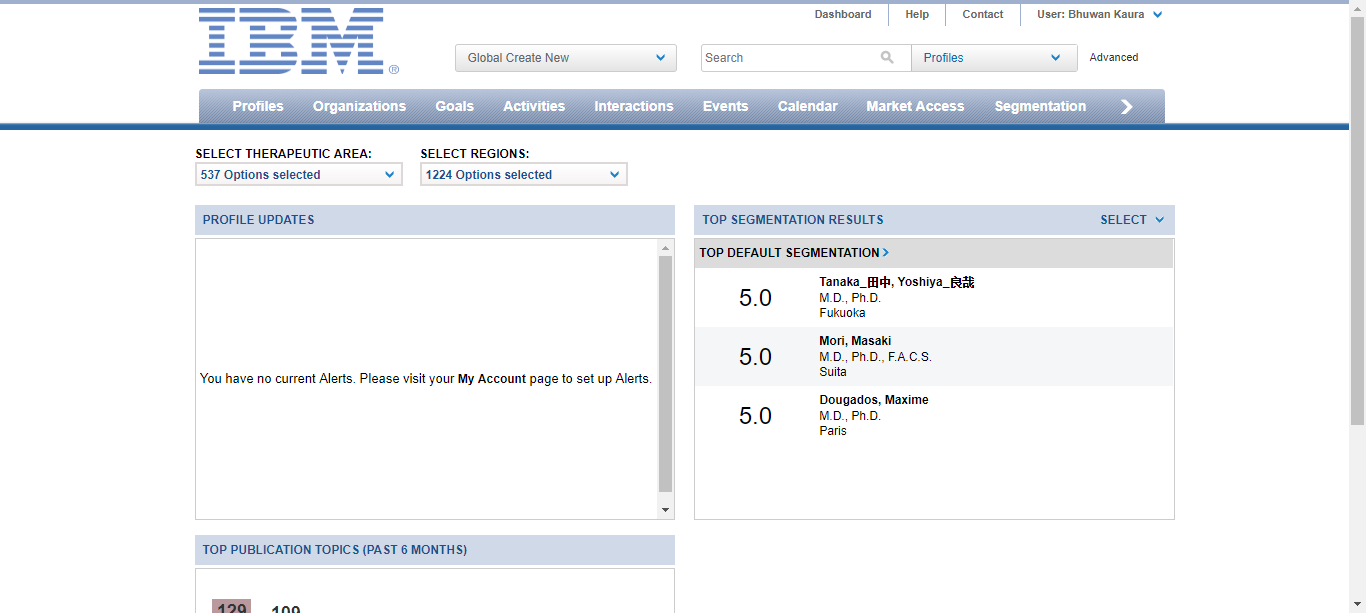 IBM®
Dashboard Help Contact User: Bhuwan Kaura
Global Create New Search Profiles Advanced
Profiles Organizations Goals Activities Interactions Events Calendar Market Access Segmentation
SELECT THERAPEUTIC AREA: SELECT REGIONS:
537 Options selected 1224 Options selected
PROFILE UPDATES
You have no current Alerts. Please visit your My Account page to set up Alerts.
TOP SEGMENTATION RESULTS SELECT
TOP DEFAULT SEGMENTATION
5.0
Tanaka_田中, Yoshiya_良哉
M.D., Ph.D.
Fukuoka
5.0
Mori, Masaki
M.D., Ph.D., F.A.C.S.
Suita
5.0
Dougados, Maxime
M.D., Ph.D.
Paris
TOP PUBLICATION TOPICS (PAST 6 MONTHS)
129 109